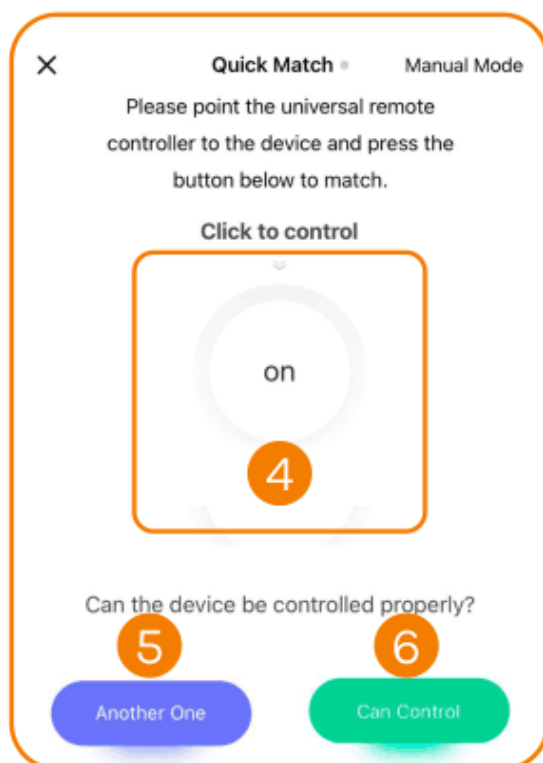 Quick Match
Manual Mode
Please point the universal remote
controller to the device and press the
button below to match.
Click to control
on
4
Can the device be controlled properly?
5
6
Another One
Can Control